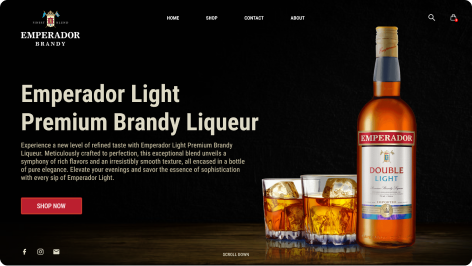 HOME
SHOP
CONTACT
ABOUT
EMPERADOR
BRANDY
Emperador Light
Premium Brandy Liqueur
Experience a new level of refined taste with Emperador Light Premium Brandy
Liqueur. Meticulously crafted to perfection, this exceptional blend unveils a
symphony of rich flavors and an irresistibly smooth texture, all encased in a bottle
of pure elegance. Elevate your evenings and savor the essence of sophistication
with every sip of Emperador Light.
SHOP NOW
EMPERADOR
DOUBLE
LIGHT
SCROLL DOWN